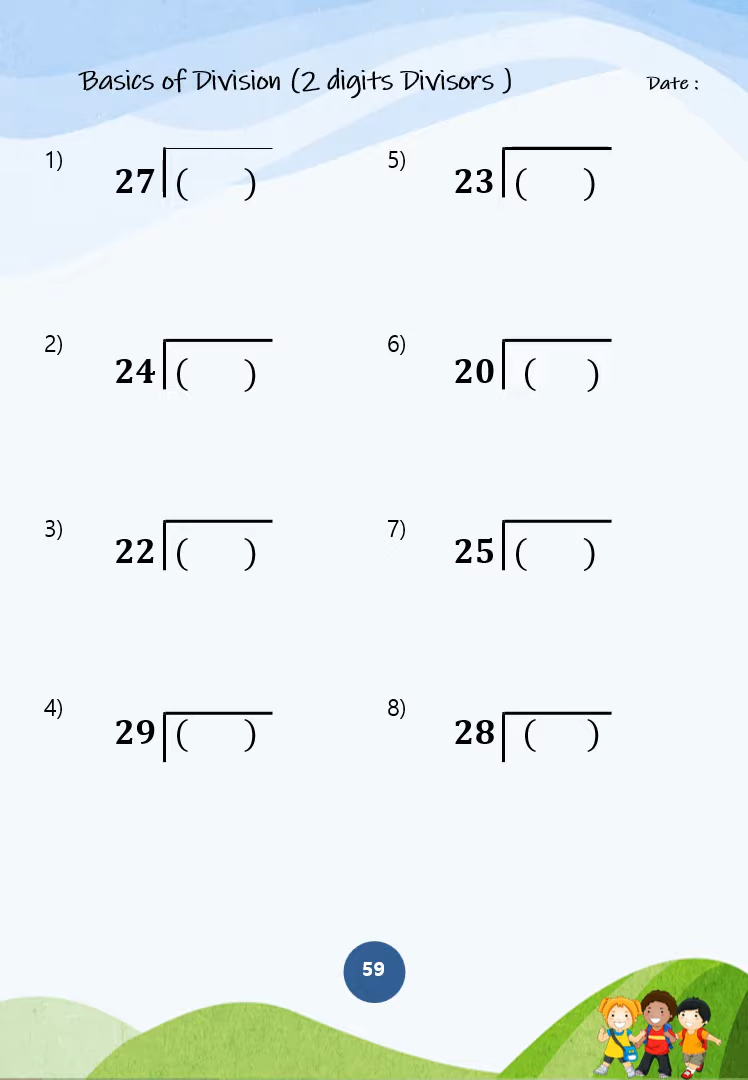 Basics of Division (2 digits Divisors ) Date :
1) 27 ( )
5) 23 ( )
2) 24 ( )
6) 20 ( )
3) 22 ( )
7) 25 ( )
4) 29 ( )
8) 28 ( )
59